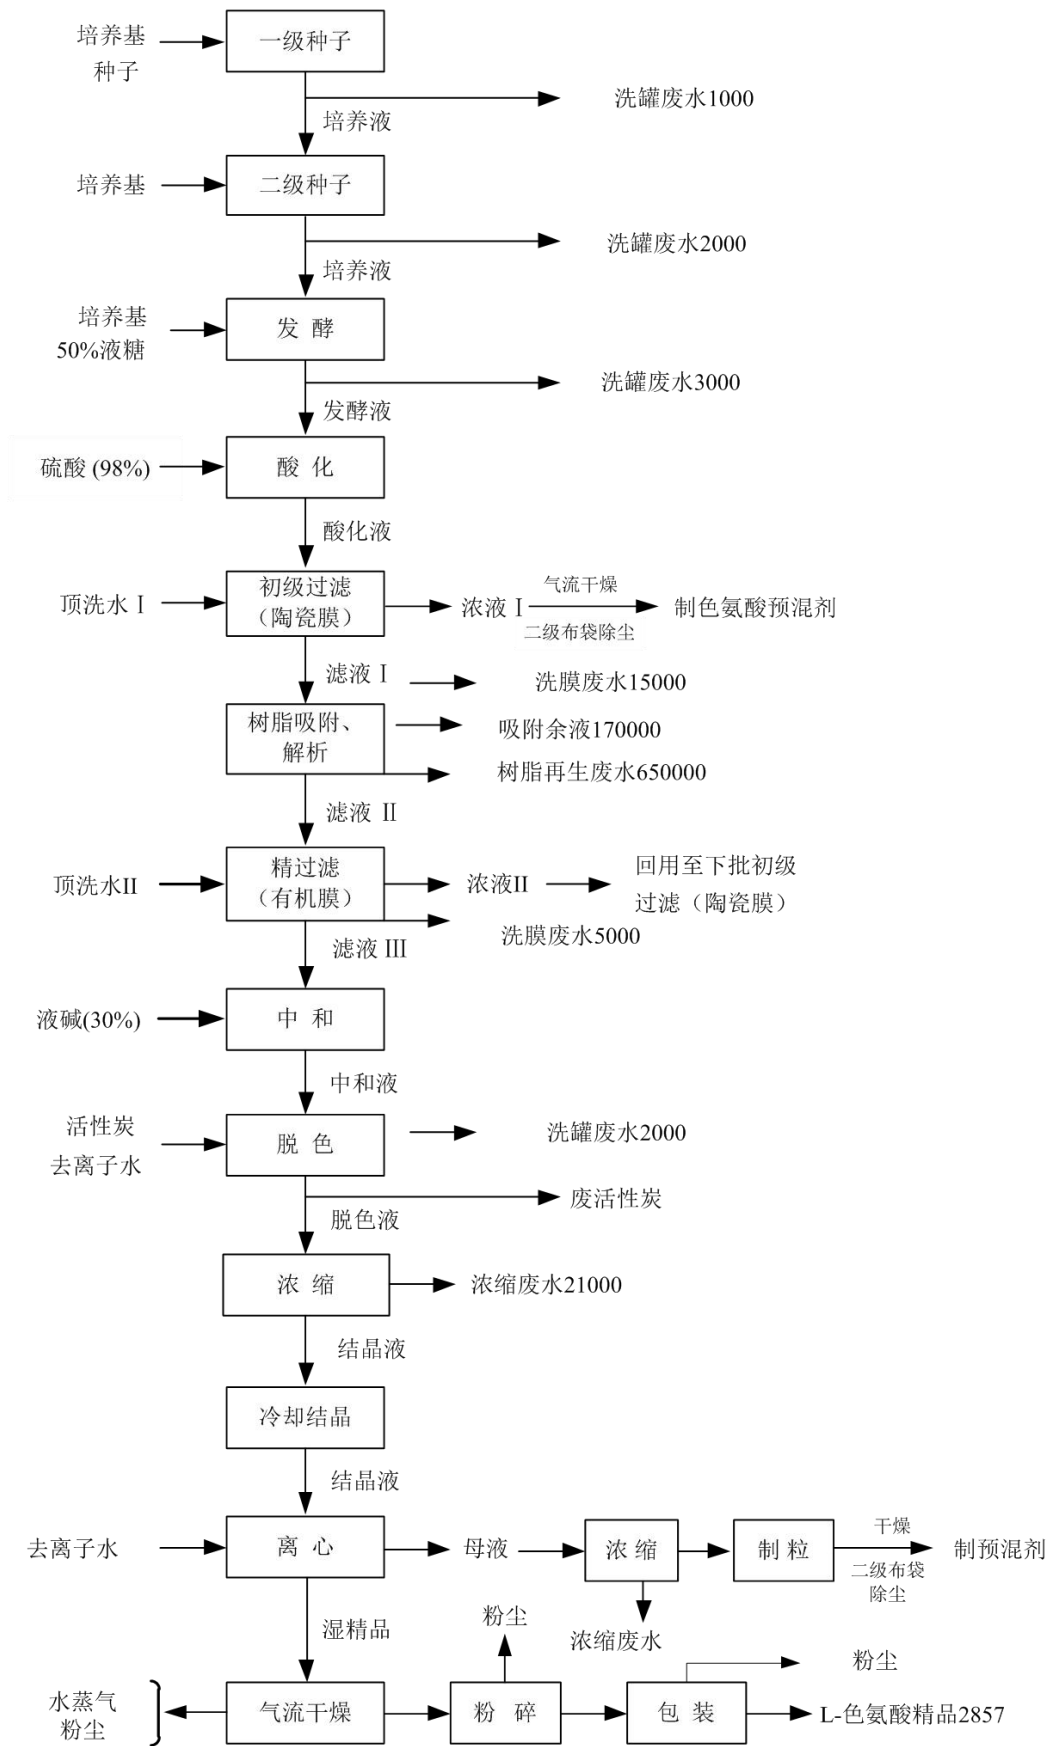 培养基
种子
一级种子
洗罐废水1000
培养液
培养基
二级种子
洗罐废水2000
培养液
培养基
50%液糖
发 酵
洗罐废水3000
发酵液
硫酸 (98%)
酸 化
酸化液
顶洗水 I
初级过滤
（陶瓷膜）
浓液 I
气流干燥
二级布袋除尘
制色氨酸预混剂
滤液 I
洗膜废水15000
树脂吸附、
解析
吸附余液170000
树脂再生废水650000
滤液 II
顶洗水II
精过滤
（有机膜）
浓液II
回用至下批初级
过滤（陶瓷膜）
洗膜废水5000
滤液 III
液碱(30%)
中 和
中和液
活性炭
去离子水
脱 色
洗罐废水2000
废活性炭
脱色液
浓 缩
浓缩废水21000
结晶液
冷却结晶
结晶液
去离子水
离 心
母液
浓 缩
制 粒
干燥
二级布袋
除尘
制预混剂
浓缩废水
湿精品
粉尘
粉尘
水蒸气
粉尘
气流干燥
粉 碎
包 装
L-色氨酸精品2857